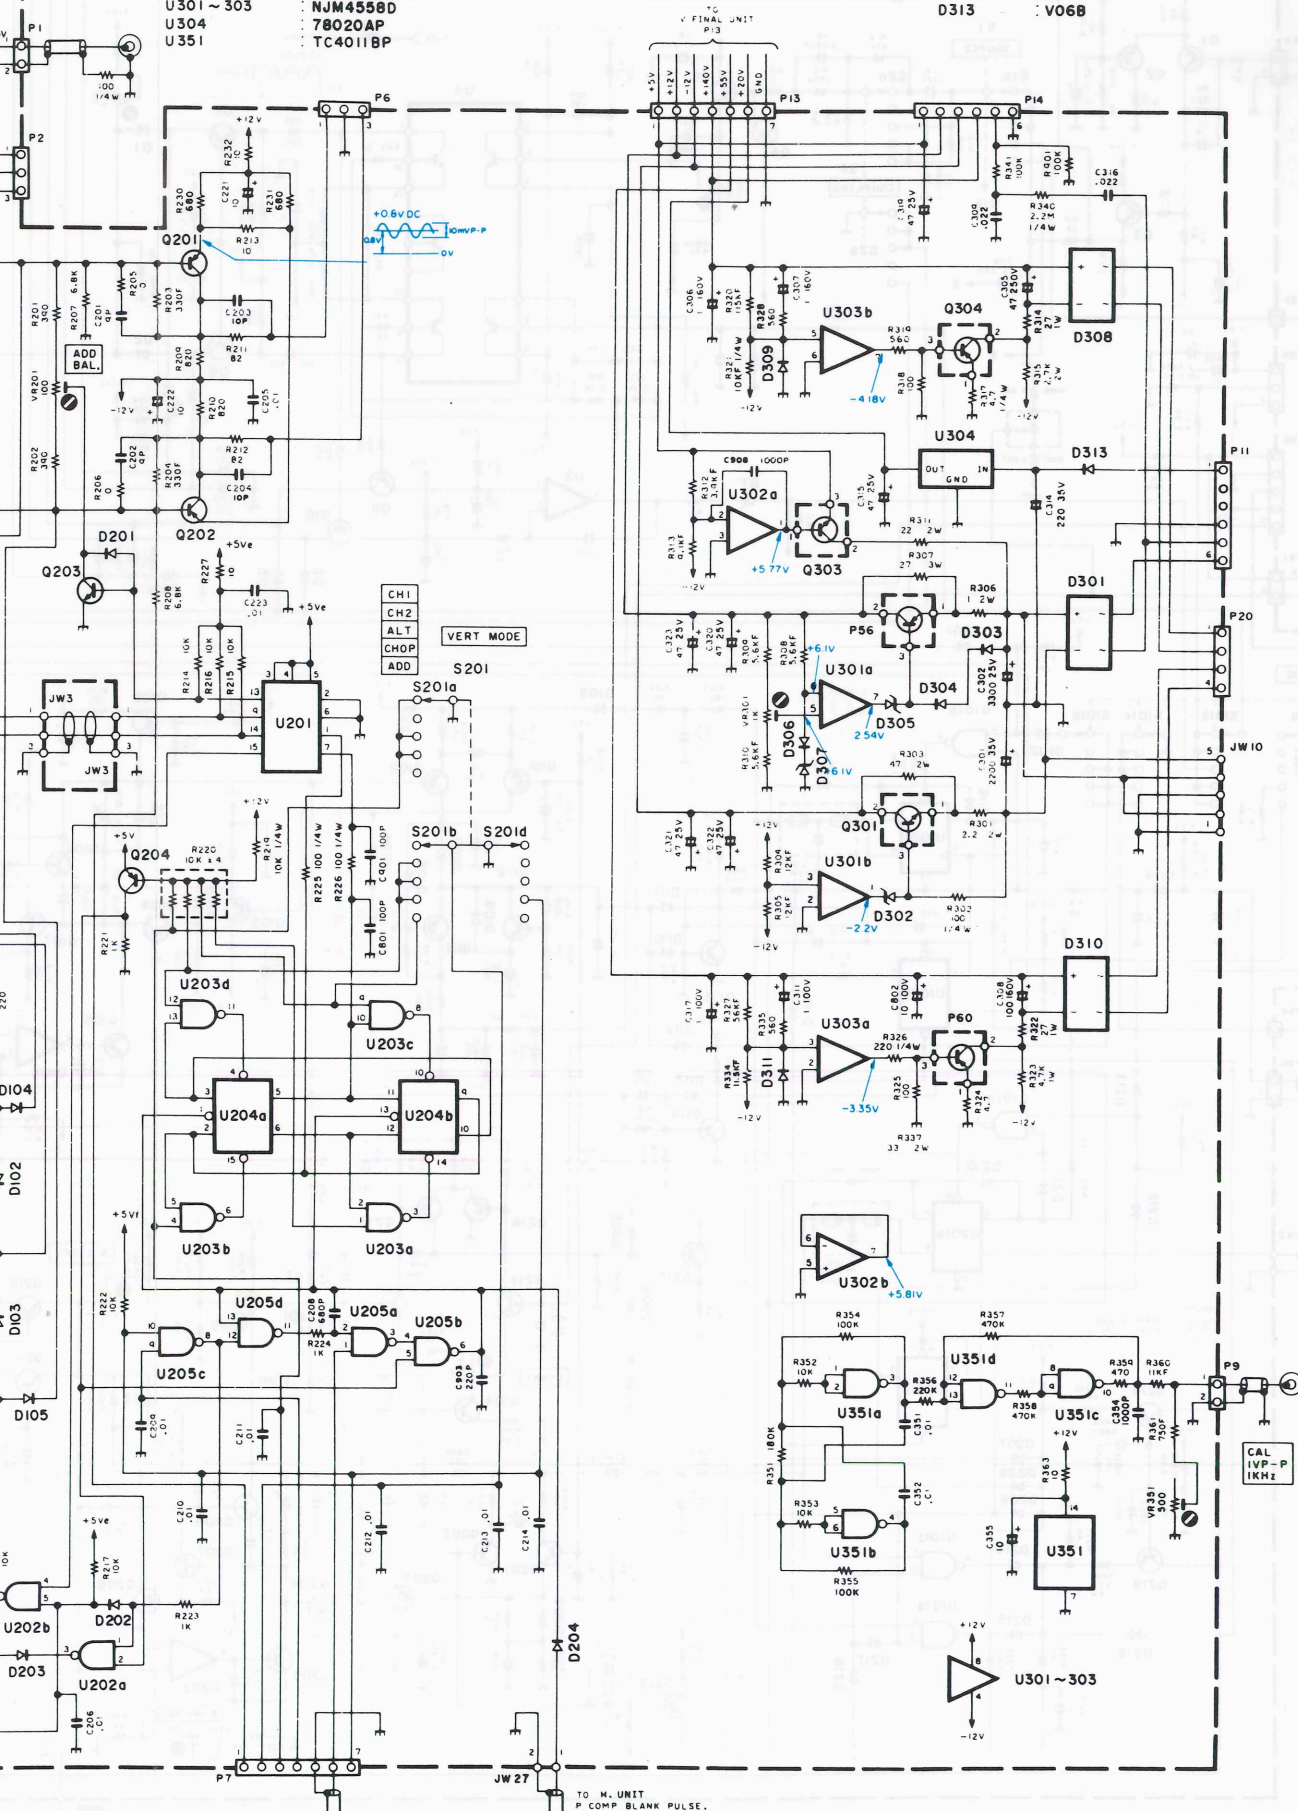 U301~303 : NJM4558D
U304 : 78020AP
U351 : TC4011BP
D313 : V06B
TO
V FINAL UNIT
P13
+5V
+12V
-12V
+140V
+55V
+20V
GND
P1
P2
P6
P13
P14
1/4W
+12V
R232
10
R230
680
C221
10
R231
680
R213
10
Q201
+0.6V DC
10mVP-P
0.6V
0V
R201
390
R207 6.8K
C201
9P
R205
0
R203
330F
C203
10P
R211
82
R209
820
ADD
BAL.
VR201
100
-12V
C222
10
R210
820
C205
.01
R202
390
C202
9P
R206
0
R204
330F
R212
82
C204
10P
Q202
D201
Q203
R208
6.8K
+5Ve
R227
10
C223
.01
+5Ve
R214 10K
R216 10K
R215 10K
U201
CH1
CH2
ALT
CHOP
ADD
VERT MODE
S201
S201a
JW3
JW3
+12V
R219
10K 1/4W
+5V
Q204
R220
10K x4
R221
1K
R225 100 1/4W
R226 100 1/4W
C901 100P
C801 100P
S201b
S201d
U203d
U203c
U204a
U204b
U203b
U203a
D104
D102
D103
D105
R222
10K
U205d
C208
680P
U205a
U205b
R224
1K
U205c
C903
220P
C209
.01
C211
.01
C210
.01
C212 .01
C213 .01
C214 .01
+5Ve
R217
10K
U202b
D202
R223
1K
D203
U202a
C206
.01
D204
P7
JW27
TO H. UNIT
P COMP BLANK PULSE.
C319
47 25V
C309
.022
R341
100K
R901
100K
R340
2.2M
1/4W
C316
.022
C306
1 160V
R320
115KF
R328
560
C307
1 160V
R321
10KF 1/4W
D309
-12V
U303b
-4.18V
R319
560
R318
100
Q304
R317
4.7
1/4W
C305
47 250V
R314
27
1W
R315
2.7K
2W
-12V
D308
U304
OUT
IN
GND
D313
C315
47 25V
C314
220 35V
P11
R312
3.9KF
R313
9.1KF
-12V
C908 1000P
U302a
+5.77V
Q303
R311
22 2W
R307
27 3W
R306
1 2W
P56
D303
D301
P20
C323
47 25V
C320
47 25V
R309
5.6KF
R308
5.6KF
+6.1V
U301a
2.54V
D305
D304
C302
3300 25V
VR301
1K
R310
5.6KF
D306
D307
+6.1V
R303
47 2W
C301
2200 35V
JW10
C321
47 25V
C322
47 25V
Q301
R301
2.2 2W
+12V
R304
12KF
R305
12KF
-12V
U301b
-2.2V
D302
R302
100
1/4W
D310
C317
1 100V
R327
56KF
R335
560
C311
1 100V
R334
11.5KF
D311
-12V
U303a
-3.35V
R326
220 1/4W
R325
100
C802
10 100V
P60
R324
4.7
C308
100 160V
R322
27
1W
R323
4.7K
1W
-12V
R337
33 2W
U302b
+5.81V
R354
100K
R352
10K
U351a
R351 180K
R356
220K
C351
.01
R357
470K
U351d
R358
470K
U351c
R359
470
R360
11KF
C354
1000P
R361
750F
P9
CAL
1VP-P
1KHz
C352
.01
R353
10K
U351b
R355
100K
+12V
R363
10
C355
10
U351
VR351
500
+12V
U301~303
-12V